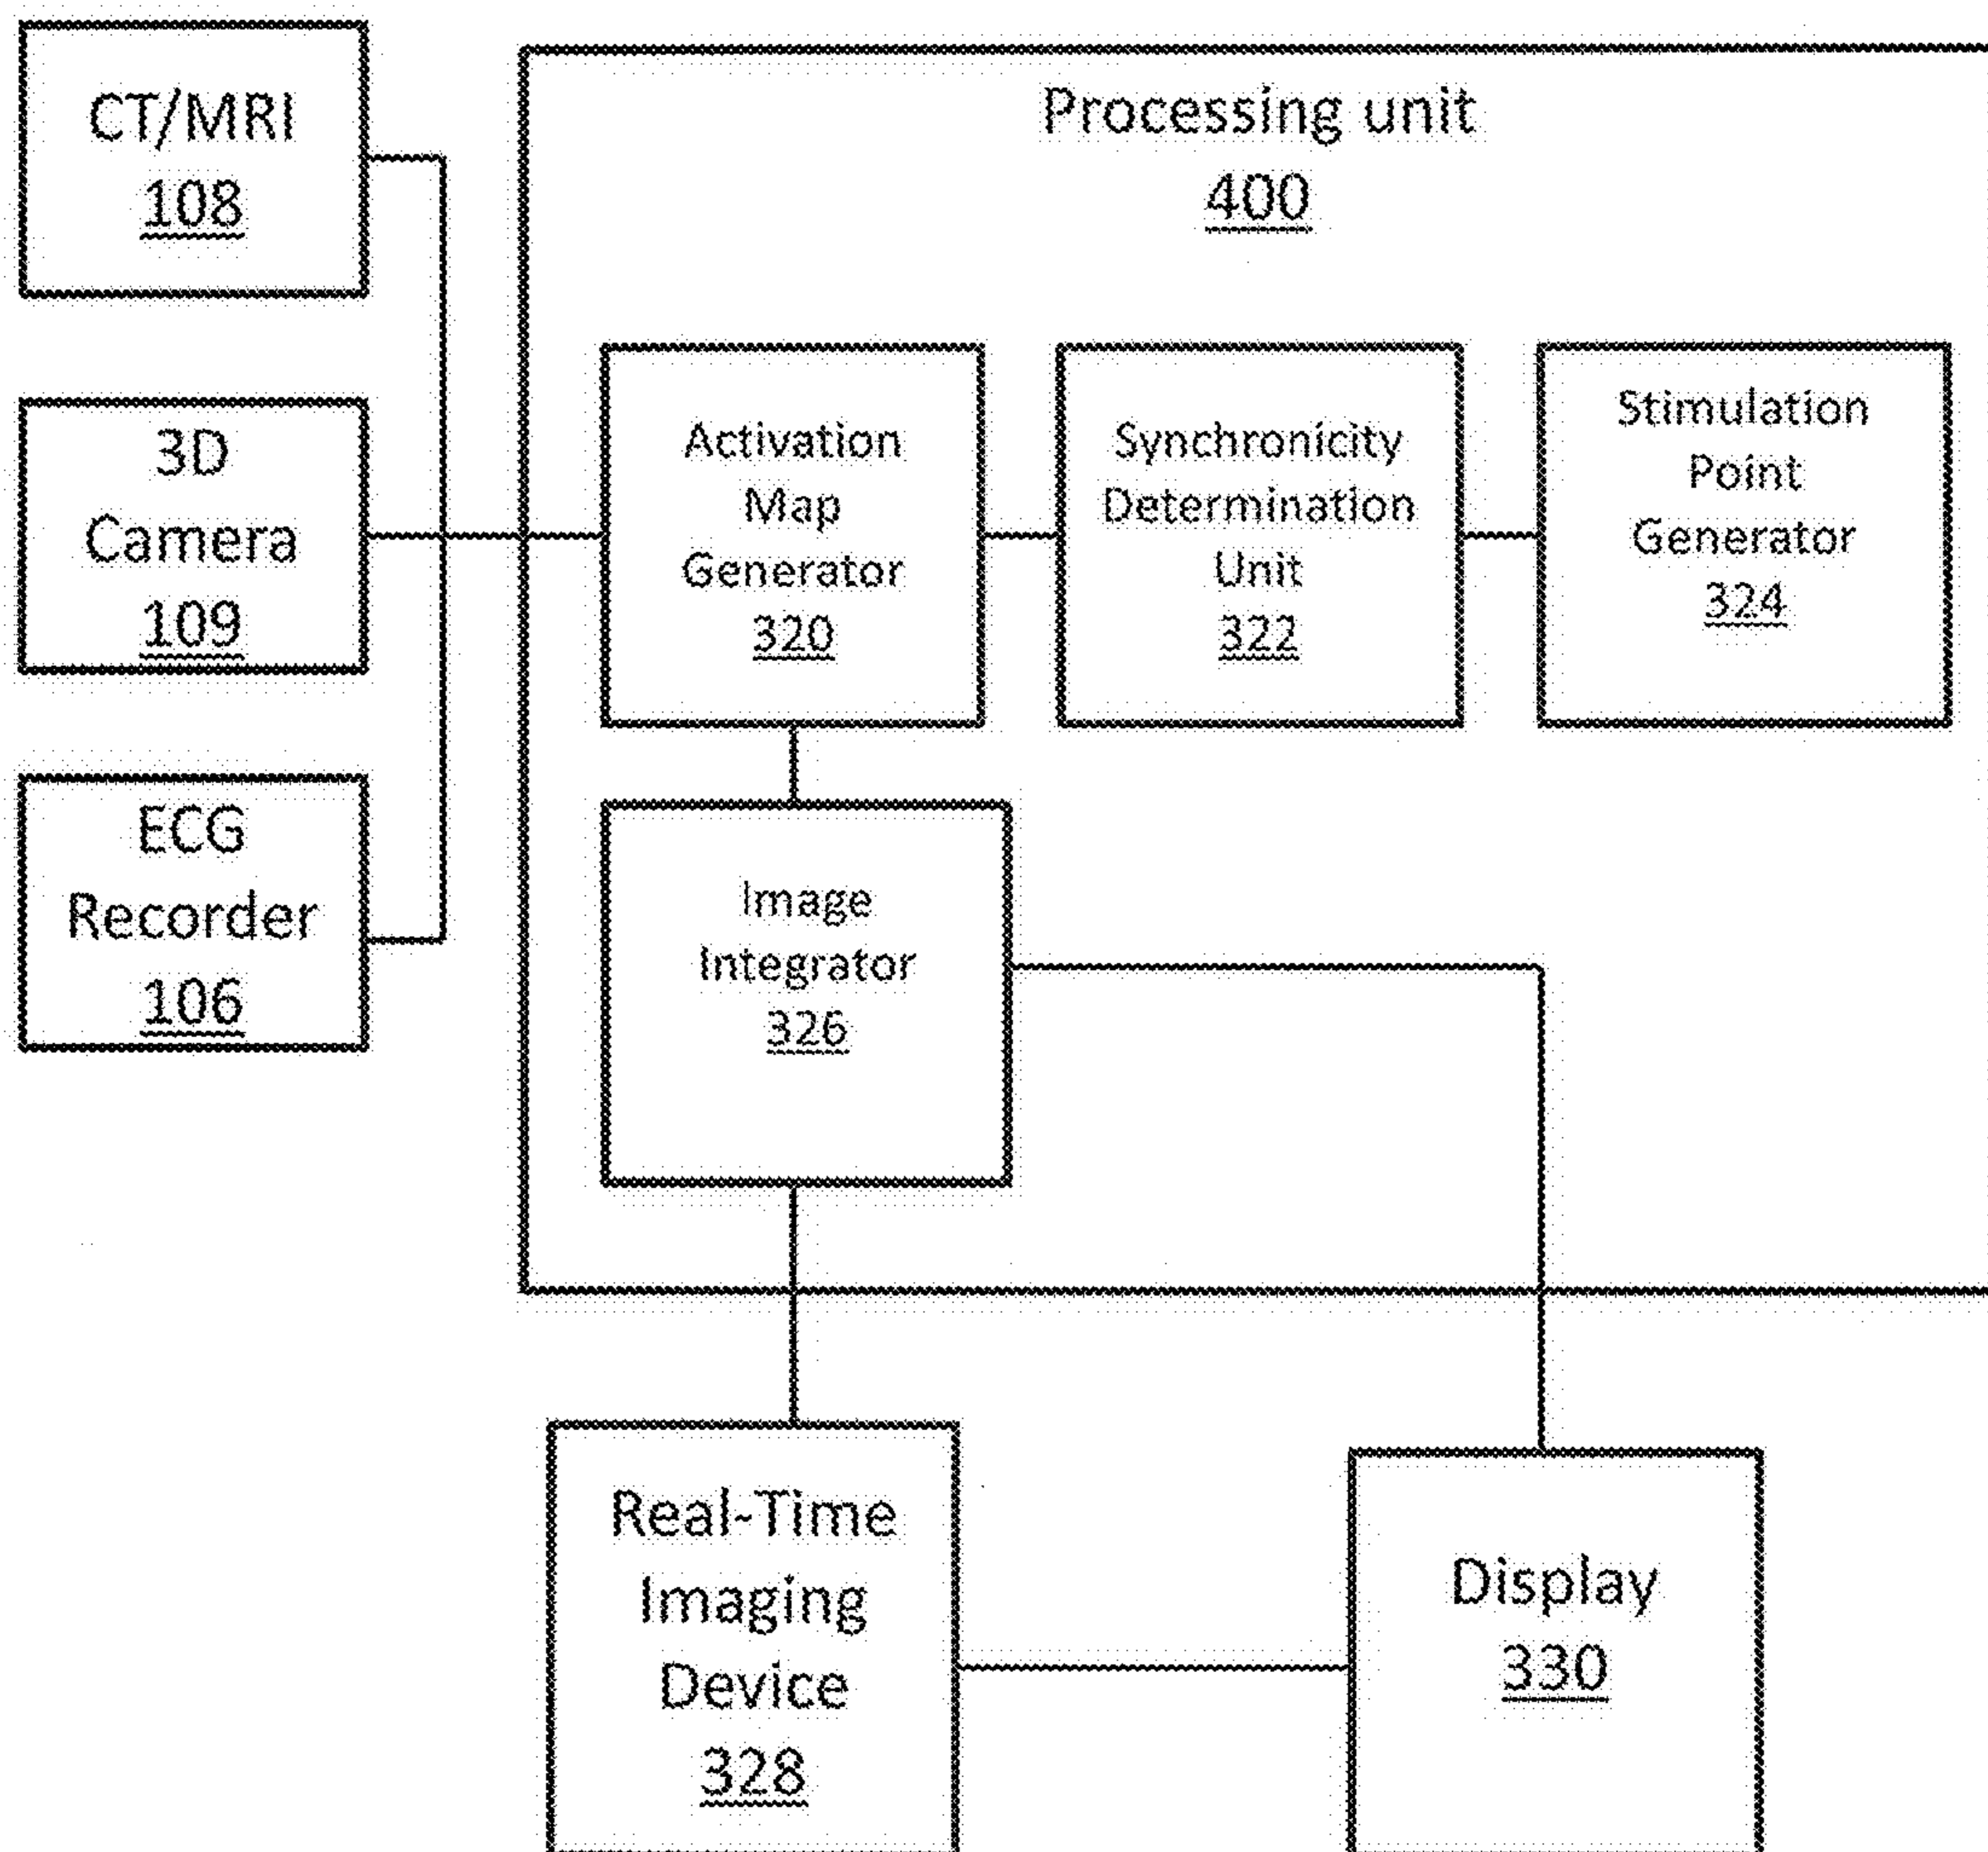 CT/MRI
108
3D
Camera
109
ECG
Recorder
106
Processing unit
400
Activation
Map
Generator
320
Synchronicity
Determination
Unit
322
Stimulation
Point
Generator
324
Image
Integrator
326
Real-Time
Imaging
Device
328
Display
330